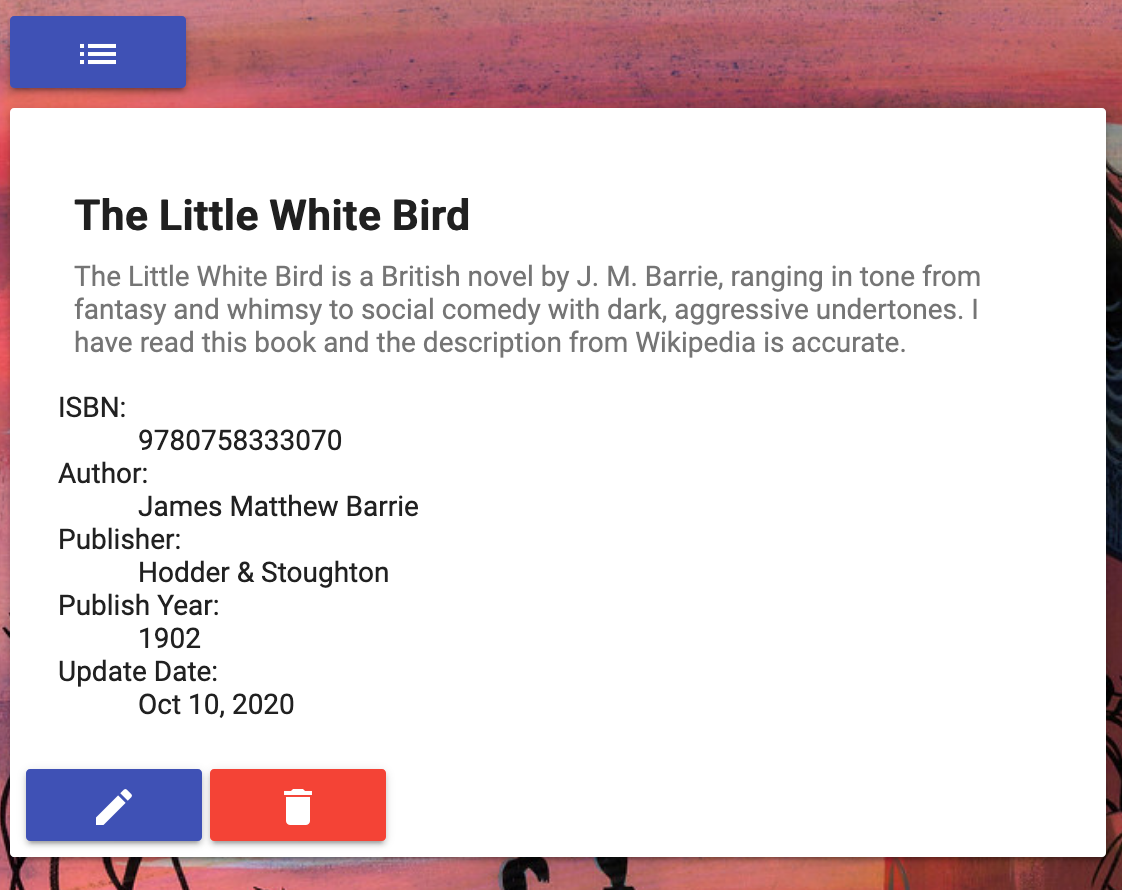 The Little White Bird
The Little White Bird is a British novel by J. M. Barrie, ranging in tone from
fantasy and whimsy to social comedy with dark, aggressive undertones. I
have read this book and the description from Wikipedia is accurate.
ISBN:
9780758333070
Author:
James Matthew Barrie
Publisher:
Hodder & Stoughton
Publish Year:
1902
Update Date:
Oct 10, 2020